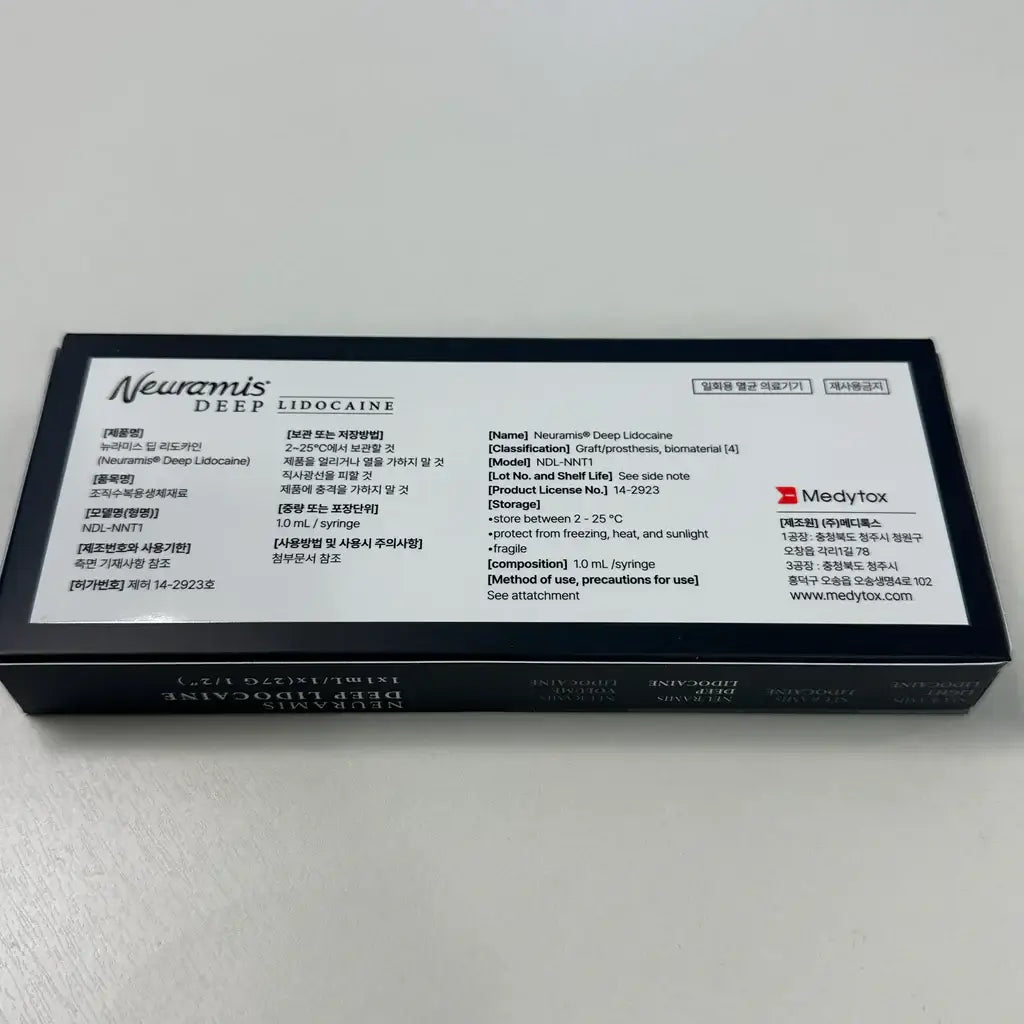 Neuramis®
DEEP LIDOCAINE
일회용 멸균 의료기기
재사용금지
[제품명]
뉴라미스 딥 리도카인
(Neuramis® Deep Lidocaine)
[품목명]
조직수복용생체재료
[모델명(형명)]
NDL-NNT1
[제조번호와 사용기한]
측면 기재사항 참조
[허가번호] 제허 14-2923호
[보관 또는 저장방법]
2~25℃에서 보관할 것
제품을 얼리거나 열을 가하지 말 것
직사광선을 피할 것
제품에 충격을 가하지 말 것
[중량 또는 포장단위]
1.0 mL / syringe
[사용방법 및 사용시 주의사항]
첨부문서 참조
[Name] Neuramis® Deep Lidocaine
[Classification] Graft/prosthesis, biomaterial [4]
[Model] NDL-NNT1
[Lot No. and Shelf Life] See side note
[Product License No.] 14-2923
[Storage]
•store between 2 - 25 ℃
•protect from freezing, heat, and sunlight
•fragile
[composition] 1.0 mL /syringe
[Method of use, precautions for use]
See attatchment
Medytox
[제조원] (주)메디톡스
1공장 : 충청북도 청주시 청원구
오창읍 각리1길 78
3공장 : 충청북도 청주시
흥덕구 오송읍 오송생명4로 102
www.medytox.com
NEURAMIS
DEEP LIDOCAINE
1x1mL/1x(27G 1/2")
NEURAMIS
VOLUME
LIDOCAINE
NEURAMIS
DEEP
LIDOCAINE
NEURAMIS
LIDOCAINE
NEURAMIS
LIGHT
LIDOCAINE